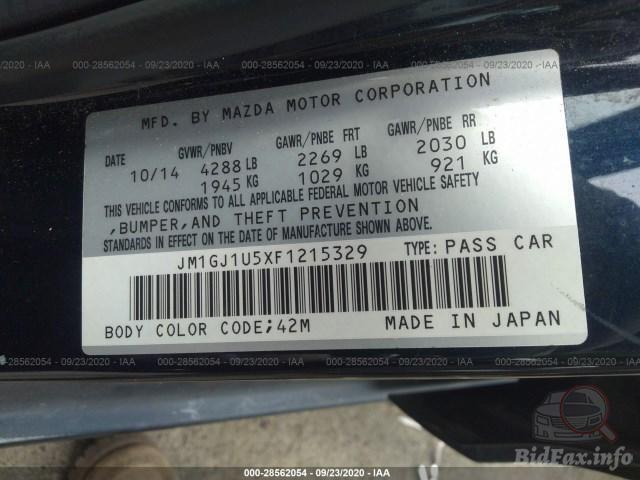 000-28562054 - 09/23/2020 - IAA
MFD. BY MAZDA MOTOR CORPORATION
DATE GVWR/PNBV GAWR/PNBE FRT GAWR/PNBE RR
10/14 4288 LB 2269 LB 2030 LB
1945 KG 1029 KG 921 KG
THIS VEHICLE CONFORMS TO ALL APPLICABLE FEDERAL MOTOR VEHICLE SAFETY
,BUMPER,AND THEFT PREVENTION
STANDARDS IN EFFECT ON THE DATE OF MANUFACTURE SHOWN ABOVE.
JM1GJ1U5XF1215329 TYPE: PASS CAR
BODY COLOR CODE;42M MADE IN JAPAN
000-28562054 - 09/23/2020 - IAA
000-28562054 - 09/23/2020 - IAA
BidFax.info